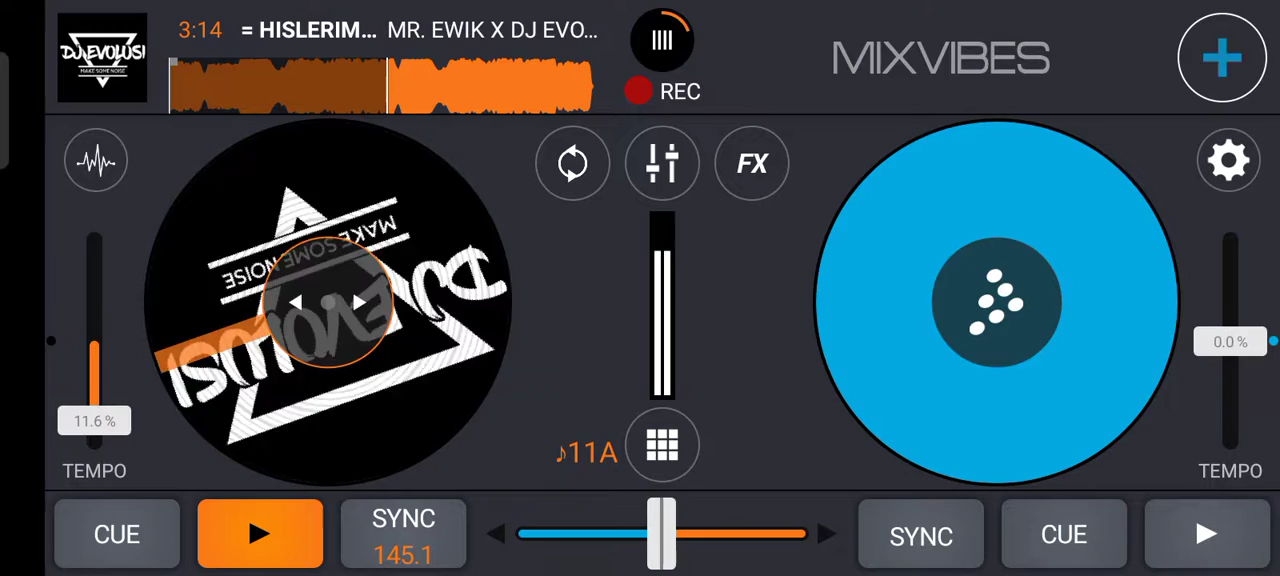 DJ EVOLUSI
MAKE SOME NOISE
3:14
= HISLERIM...
MR. EWIK X DJ EVO...
REC
MIXVIBES
FX
MAKE SOME NOISE
DJ EVOLUSI
11.6 %
0.0 %
♪11A
TEMPO
TEMPO
CUE
SYNC
145.1
SYNC
CUE